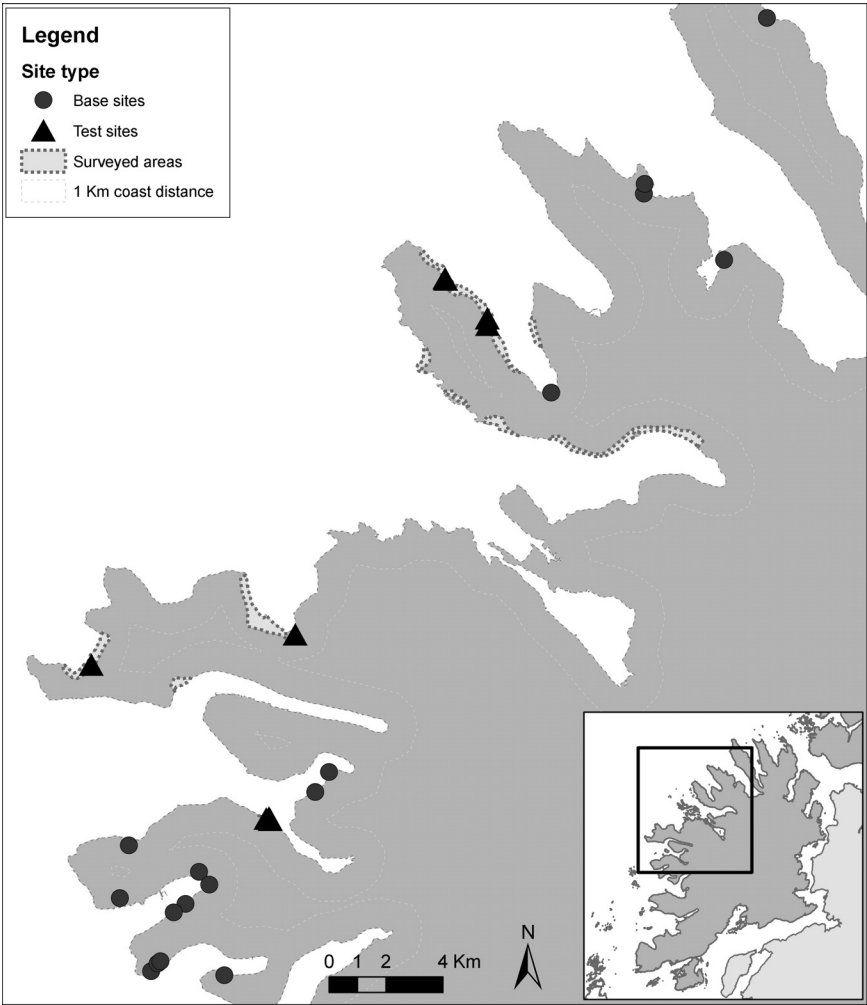 Legend
Site type
Base sites
Test sites
Surveyed areas
1 Km coast distance
N
0 1 2 4 Km